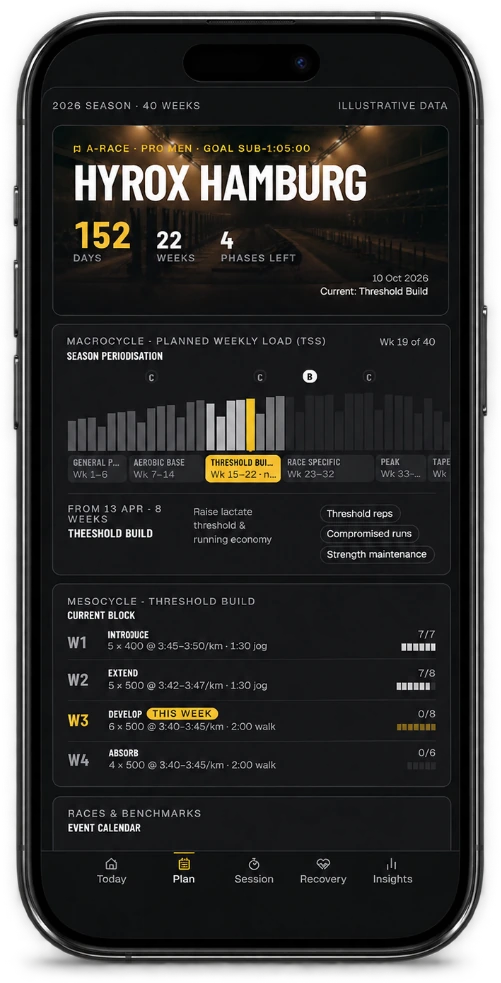 2026 SEASON · 40 WEEKS
ILLUSTRATIVE DATA
A-RACE · PRO MEN · GOAL SUB-1:05:00
HYROX HAMBURG
152 22 4
DAYS WEEKS PHASES LEFT
10 Oct 2026
Current: Threshold Build
MACROCYCLE - PLANNED WEEKLY LOAD (TSS) Wk 19 of 40
SEASON PERIODISATION
C C B C
GENERAL P... AEROBIC BASE THRESHOLD BUI... RACE SPECIFIC PEAK TAPE
Wk 1–6 Wk 7–14 Wk 15–22 · n... Wk 23–32 Wk 33–... Wk
FROM 13 APR - 8
WEEKS
THEESHOLD BUILD
Raise lactate
threshold &
running economy
Threshold reps
Compromised runs
Strength maintenance
MESOCYCLE - THRESHOLD BUILD
CURRENT BLOCK
W1 INTRODUCE 7/7
5 x 400 @ 3:45–3:50/km · 1:30 jog
W2 EXTEND 7/8
5 x 500 @ 3:42–3:47/km · 1:30 jog
W3 DEVELOP THIS WEEK 0/8
6 x 500 @ 3:40–3:45/km · 2:00 walk
W4 ABSORB 0/6
4 x 500 @ 3:40–3:45/km · 2:00 walk
RACES & BENCHMARKS
EVENT CALENDAR
Today Plan Session Recovery Insights